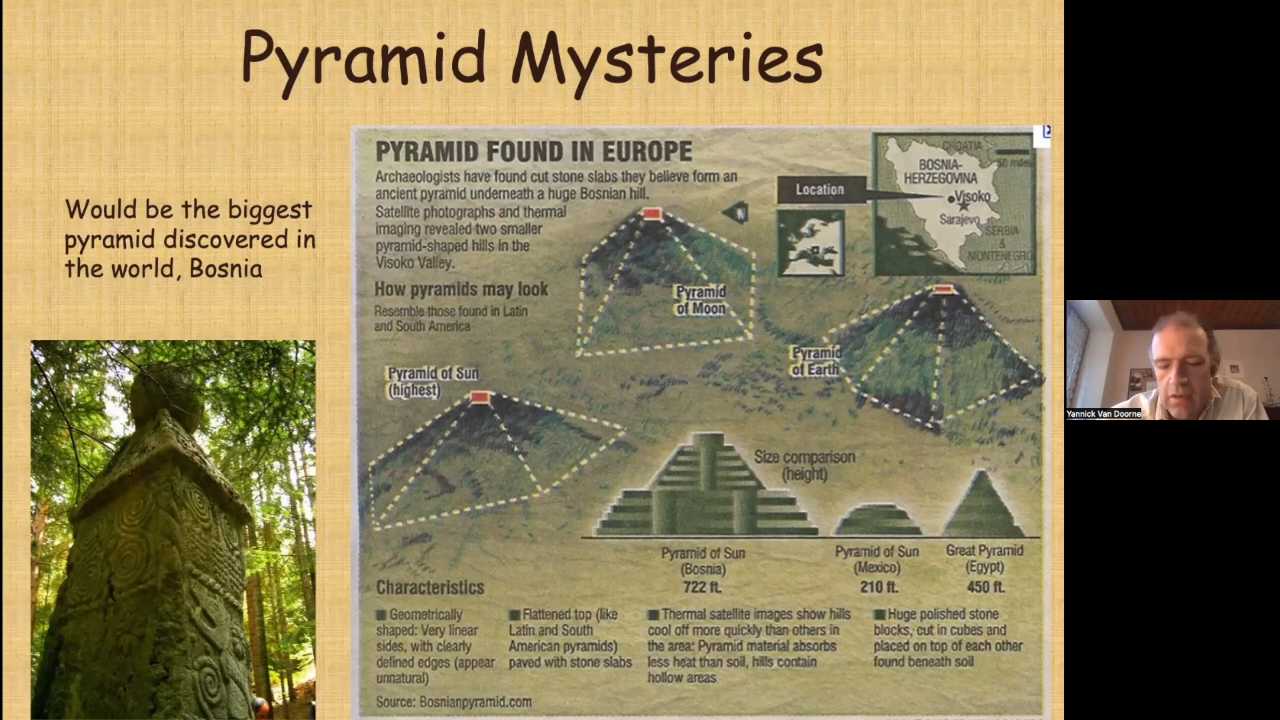 Pyramid Mysteries
Would be the biggest
pyramid discovered in
the world, Bosnia
PYRAMID FOUND IN EUROPE
Archaeologists have found cut stone slabs they believe form an
ancient pyramid underneath a huge Bosnian hill.
Satellite photographs and thermal
imaging revealed two smaller
pyramid-shaped hills in the
Visoko Valley.
How pyramids may look
Resemble those found in Latin
and South America
Location
N
CROATIA
50 miles
BOSNIA-
HERZEGOVINA
Visoko
Sarajevo
SERBIA
&
MONTENEGRO
Pyramid
of Moon
Pyramid
of Earth
Pyramid of Sun
(highest)
Size comparison
(height)
Pyramid of Sun
(Bosnia)
722 ft.
Pyramid of Sun
(Mexico)
210 ft.
Great Pyramid
(Egypt)
450 ft.
Characteristics
Geometrically
shaped: Very linear
sides, with clearly
defined edges (appear
unnatural)
Flattened top (like
Latin and South
American pyramids)
paved with stone slabs
Thermal satellite images show hills
cool off more quickly than others in
the area: Pyramid material absorbs
less heat than soil, hills contain
hollow areas
Huge polished stone
blocks, cut in cubes and
placed on top of each other
found beneath soil
Source: Bosnianpyramid.com
Yannick Van Doorne